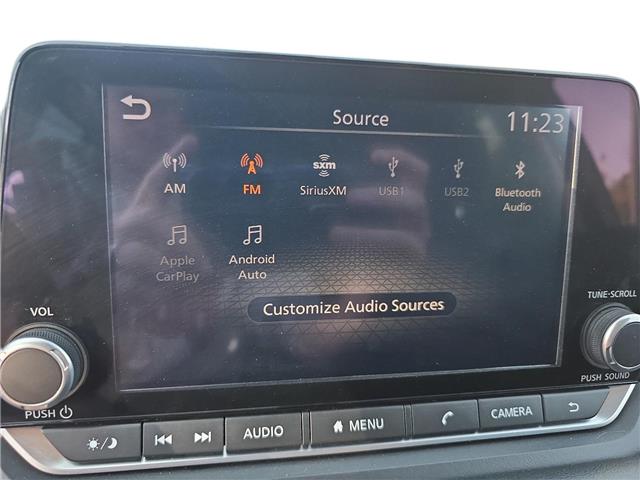 Source
11:23
AM
FM
sxm
SiriusXM
USB1
USB2
Bluetooth
Audio
Apple
CarPlay
Android
Auto
Customize Audio Sources
VOL
PUSH
TUNE·SCROLL
PUSH SOUND
AUDIO
MENU
CAMERA